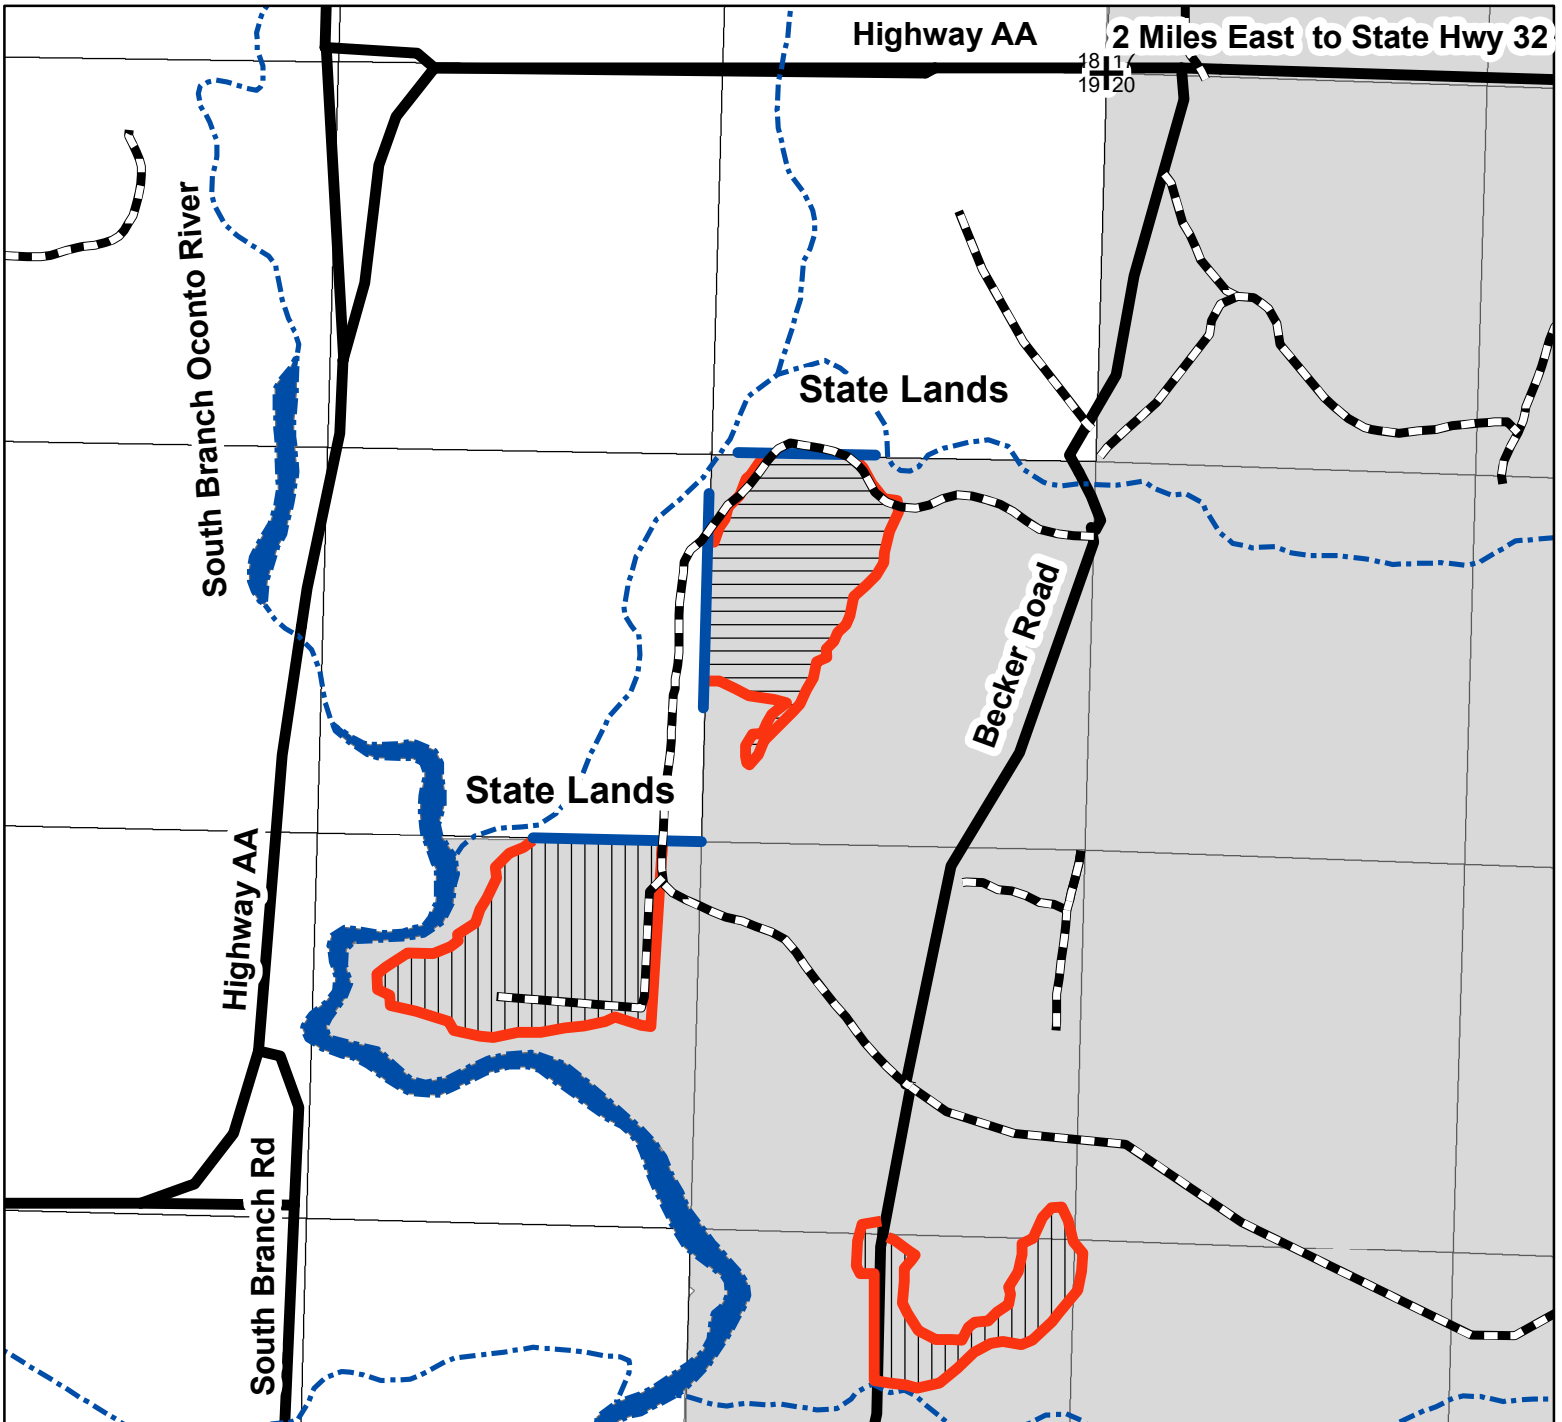 Highway AA
2 Miles East to State Hwy 32
18 17
19 20
South Branch Oconto River
State Lands
Becker Road
State Lands
Highway AA
South Branch Rd